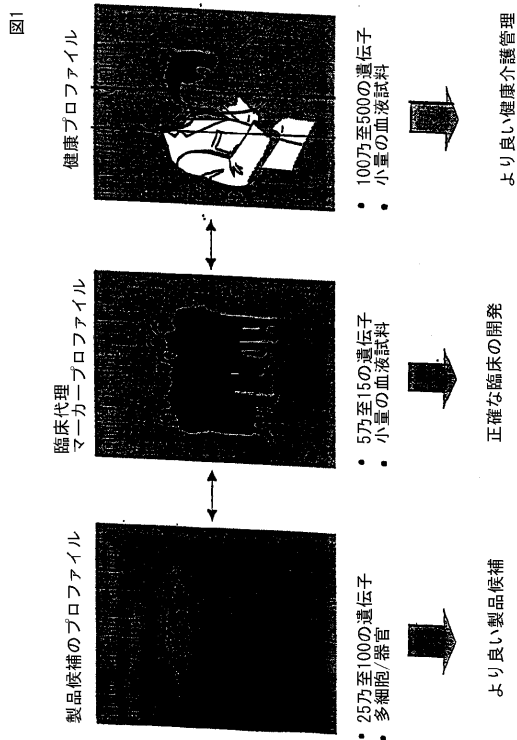 図1
製品候補のプロファイル
• 25乃至100の遺伝子
• 多細胞/器官
より良い製品候補
臨床代理
マーカープロファイル
• 5乃至15の遺伝子
• 小量の血液試料
正確な臨床の開発
健康プロファイル
• 100乃至500の遺伝子
• 小量の血液試料
より良い健康介護管理